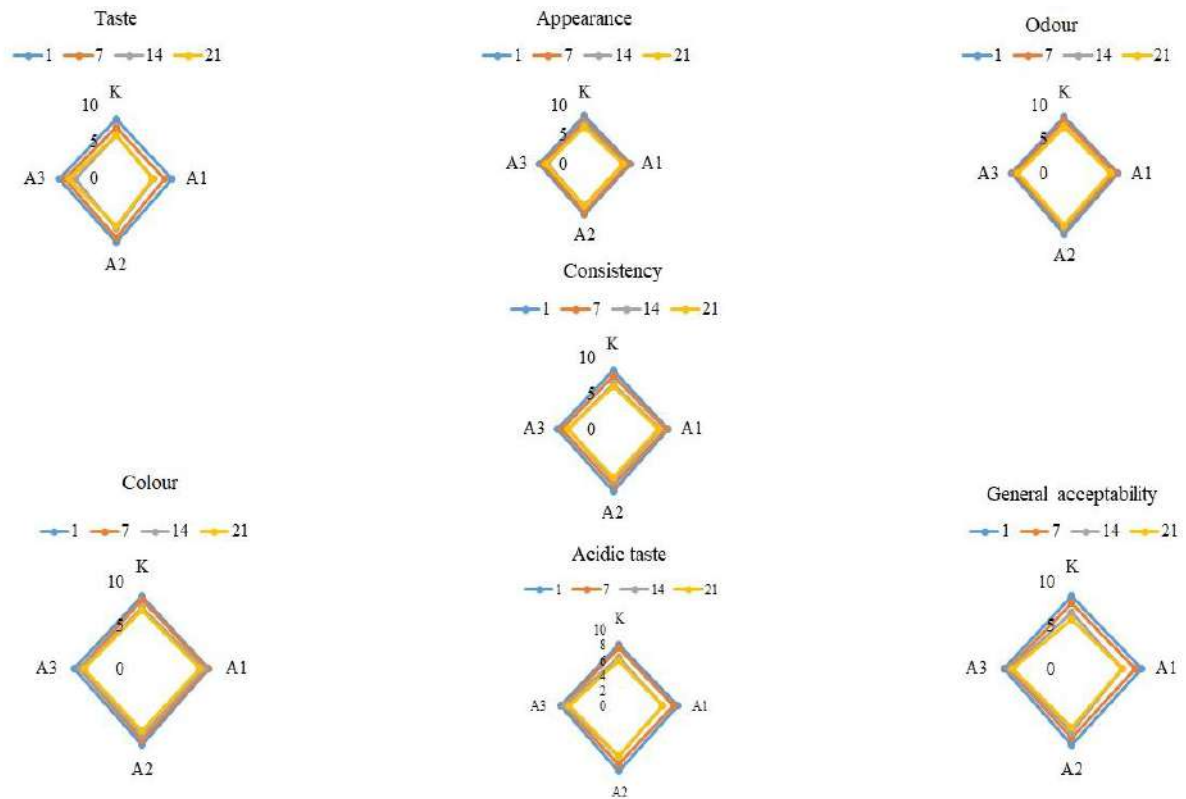 Taste
1 7 14 21
K
10
5
A3 0 A1
A2
Appearance
1 7 14 21
K
10
5
A3 0 A1
A2
Odour
1 7 14 21
K
10
5
A3 0 A1
A2
Consistency
1 7 14 21
K
10
5
A3 0 A1
A2
Colour
1 7 14 21
K
10
5
A3 0 A1
A2
Acidic taste
1 7 14 21
K
10
8
6
4
2
A3 0 A1
A2
General acceptability
1 7 14 21
K
10
5
A3 0 A1
A2